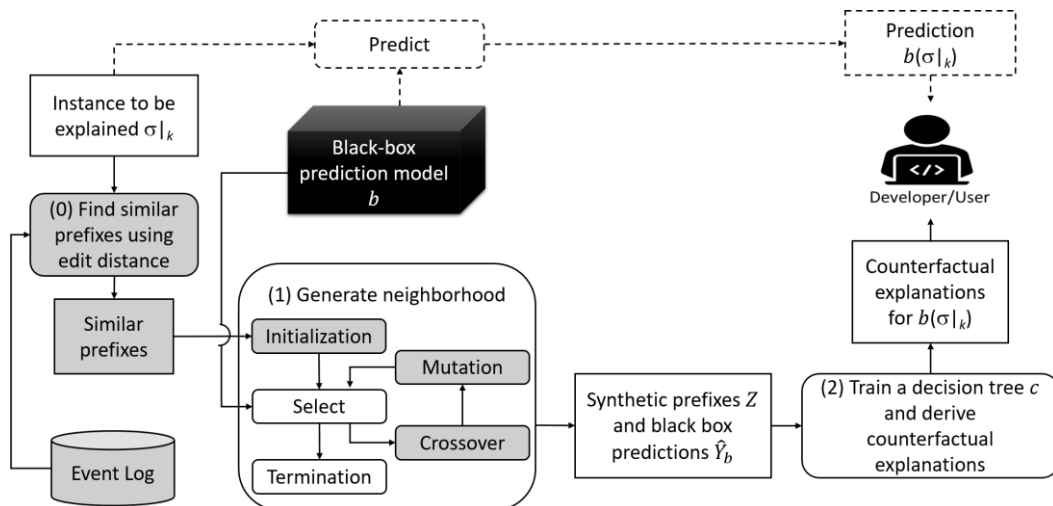 Predict
Prediction
b(σ|ₖ)
Instance to be
explained σ|ₖ
Black-box
prediction model
b
(0) Find similar
prefixes using
edit distance
</>
Developer/User
Similar
prefixes
(1) Generate neighborhood
Initialization
Mutation
Select
Crossover
Termination
Counterfactual
explanations
for b(σ|ₖ)
Synthetic prefixes Z
and black box
predictions Ŷ_b
(2) Train a decision tree c
and derive
counterfactual
explanations
Event Log